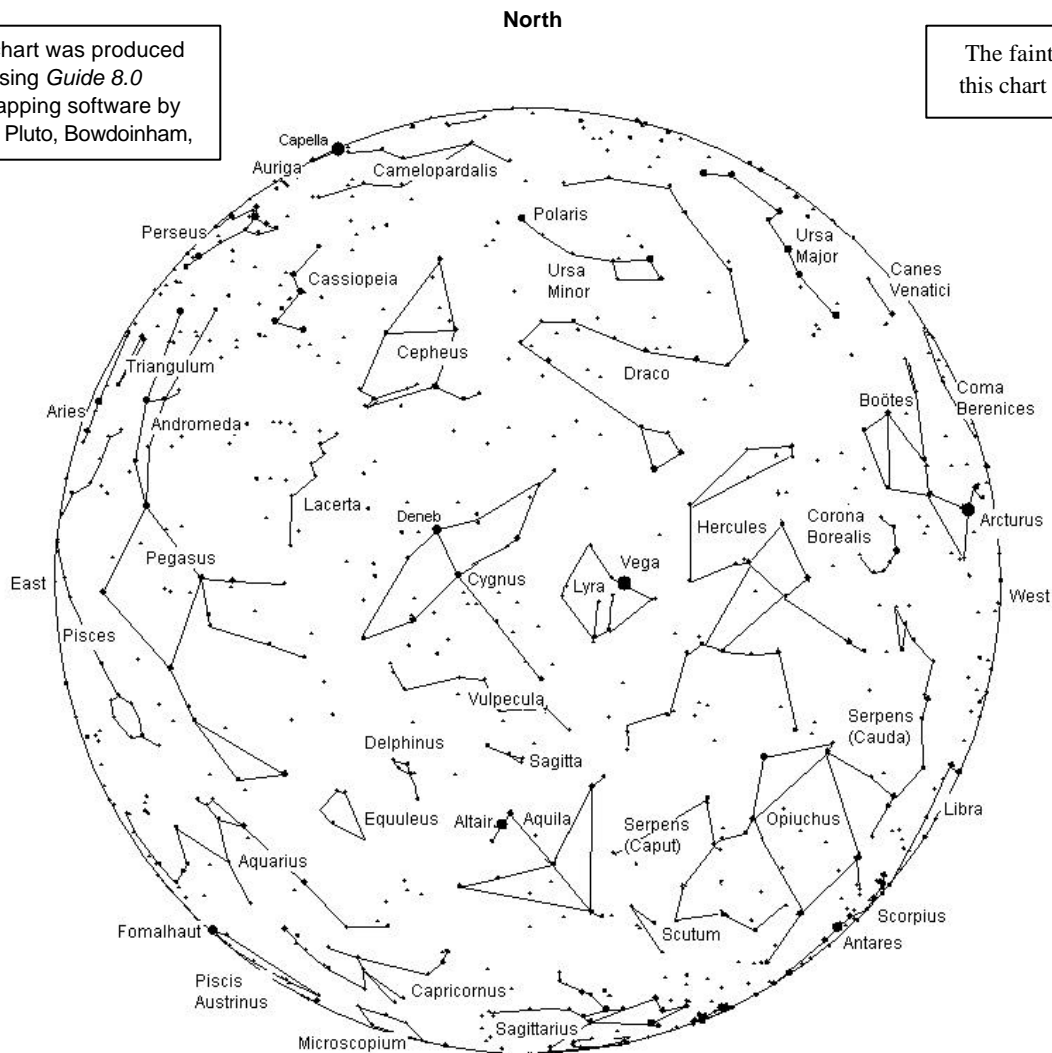 North
chart was produced
sing Guide 8.0
apping software by
Pluto, Bowdoinham,
The faint
this chart
Capella
Auriga
Camelopardalis
Perseus
Polaris
Cassiopeia
Ursa
Minor
Ursa
Major
Canes
Venatici
Cepheus
Triangulum
Draco
Aries
Andromeda
Boötes
Coma
Berenices
Lacerta
Deneb
Hercules
Corona
Borealis
Arcturus
Pegasus
East
Cygnus
Lyra
Vega
West
Pisces
Vulpecula
Serpens
(Cauda)
Delphinus
Sagitta
Equuleus
Altair
Aquila
Serpens
(Caput)
Opiuchus
Libra
Aquarius
Fomalhaut
Scutum
Scorpius
Antares
Piscis
Austrinus
Capricornus
Sagittarius
Microscopium